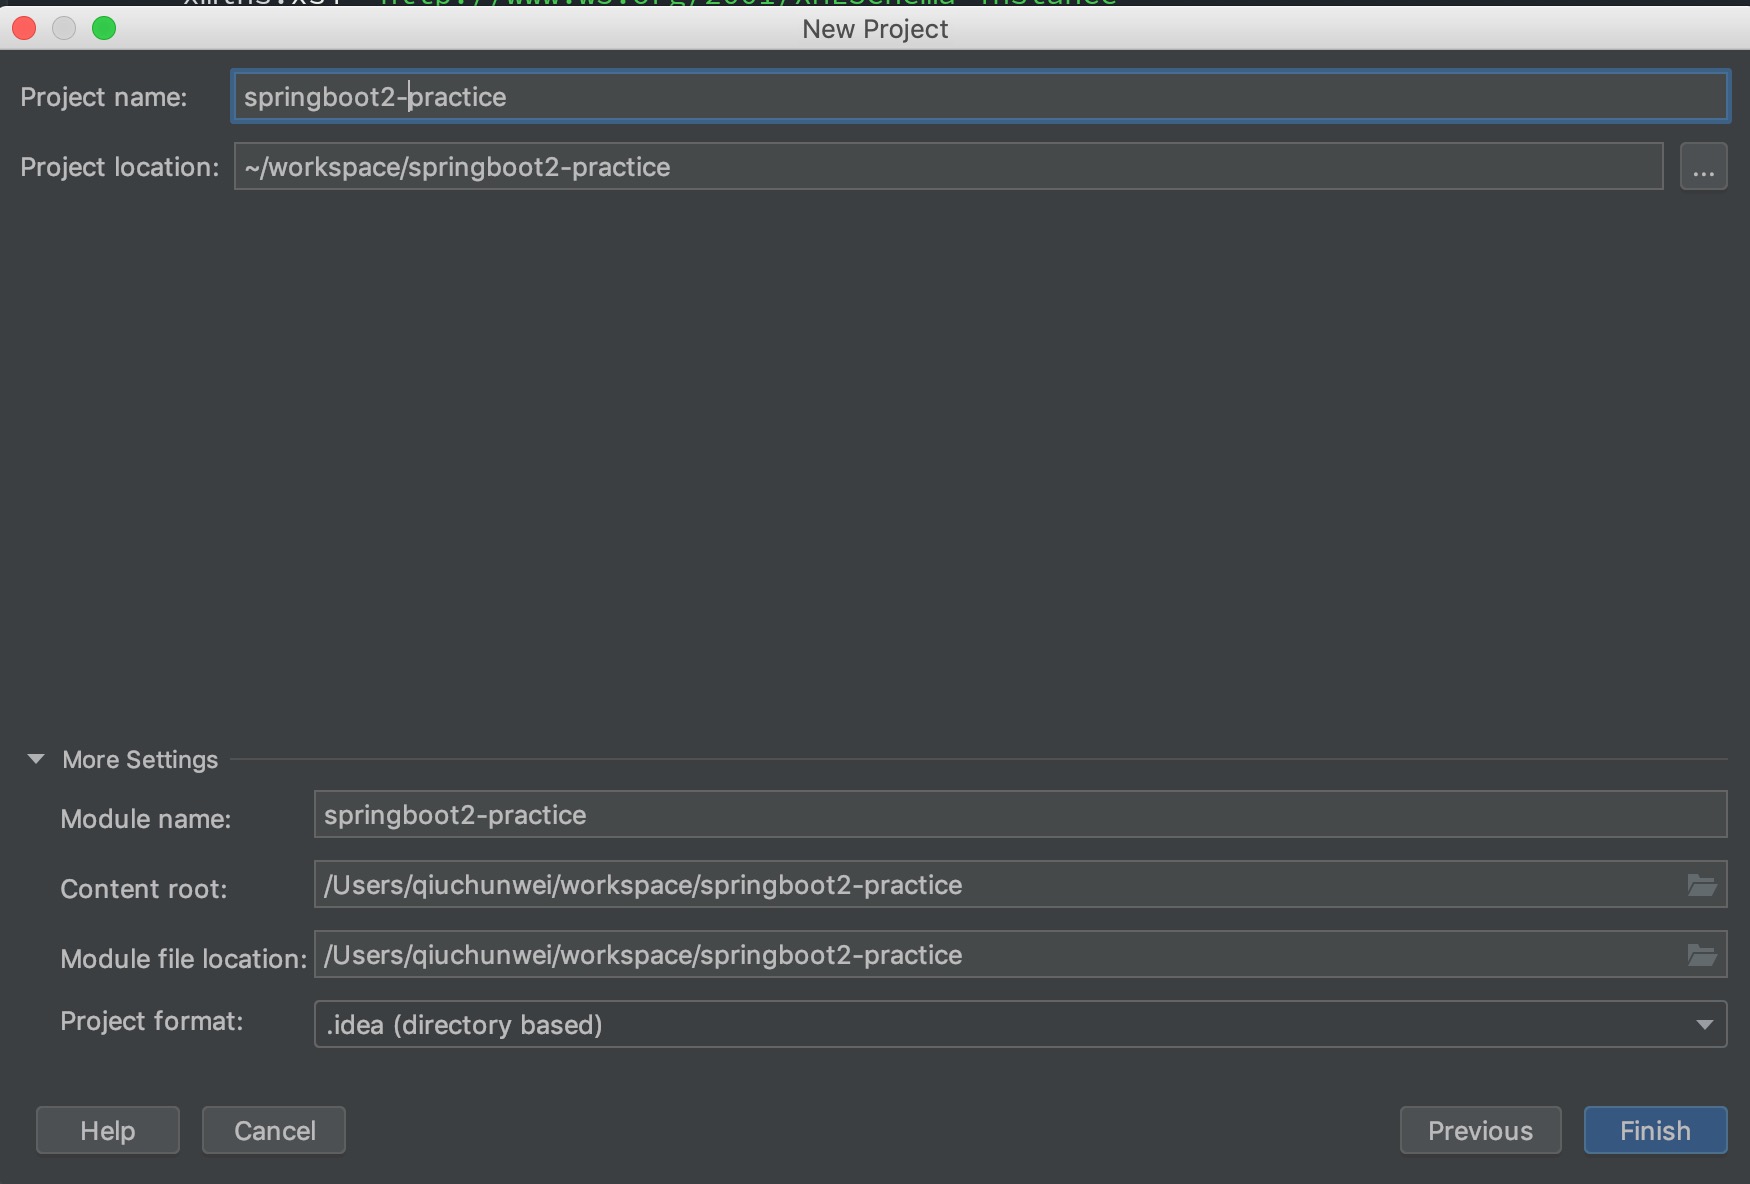 New Project
Project name: springboot2-practice
Project location: ~/workspace/springboot2-practice ...
More Settings
Module name: springboot2-practice
Content root: /Users/qiuchunwei/workspace/springboot2-practice
Module file location: /Users/qiuchunwei/workspace/springboot2-practice
Project format: .idea (directory based)
Help Cancel Previous Finish